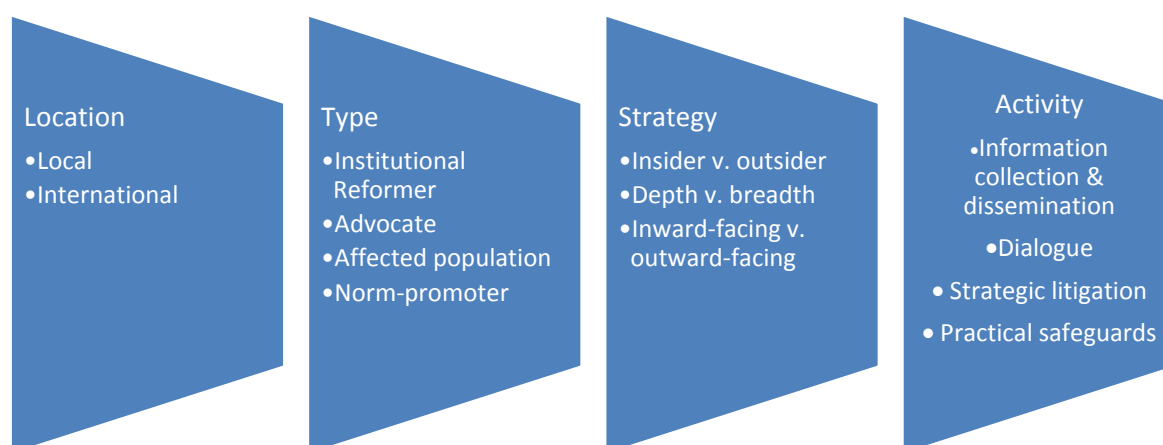 Location
•Local
•International
Type
•Institutional
Reformer
•Advocate
•Affected population
•Norm-promoter
Strategy
•Insider v. outsider
•Depth v. breadth
•Inward-facing v.
outward-facing
Activity
•Information
collection &
dissemination
•Dialogue
• Strategic litigation
• Practical safeguards